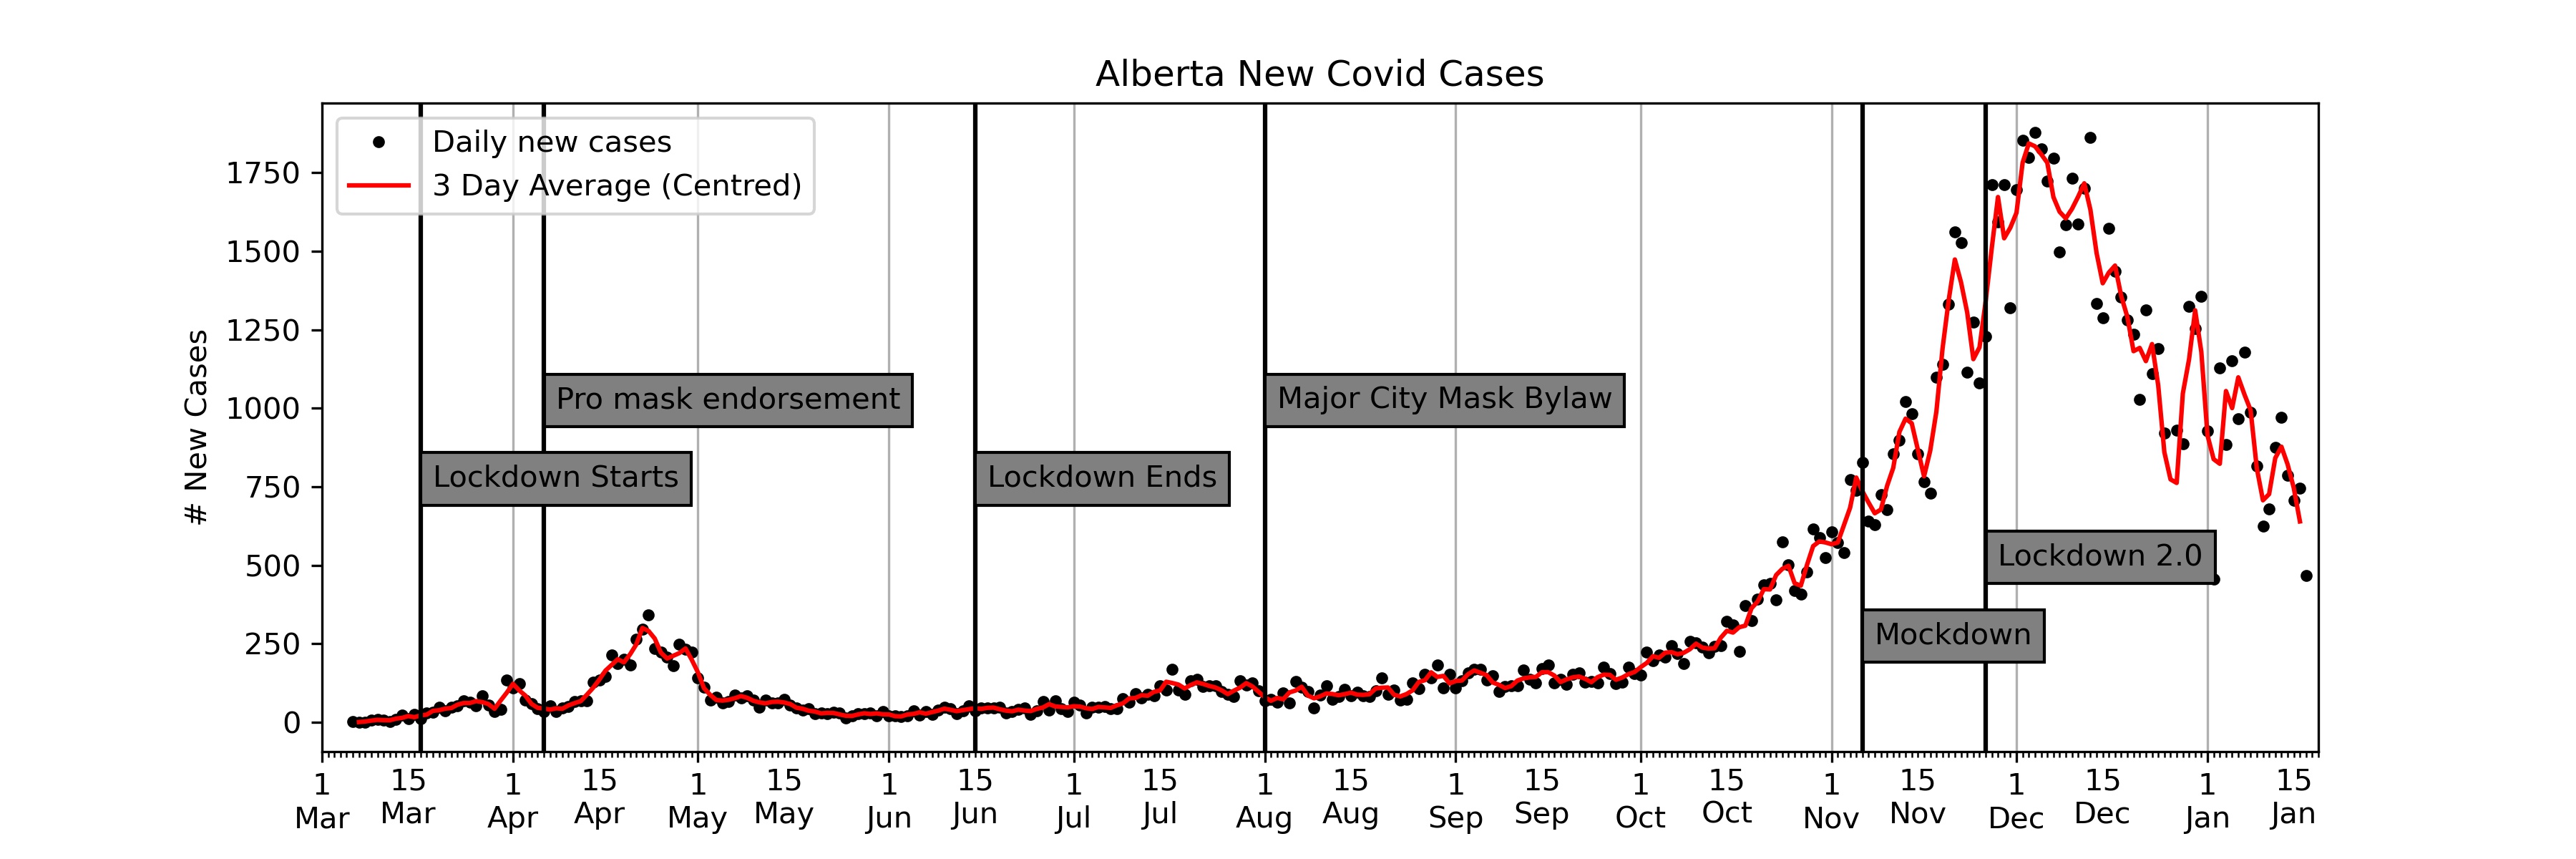 Alberta New Covid Cases
Daily new cases
3 Day Average (Centred)
# New Cases
1750
1500
1250
1000
750
500
250
0
Pro mask endorsement
Major City Mask Bylaw
Lockdown Starts
Lockdown Ends
Lockdown 2.0
Mockdown
1 15 1 15 1 15 1 15 1 15 1 15 1 15 1 15 1 15 1 15 1 15
Mar Mar Apr Apr May May Jun Jun Jul Jul Aug Aug Sep Sep Oct Oct Nov Nov Dec Dec Jan Jan